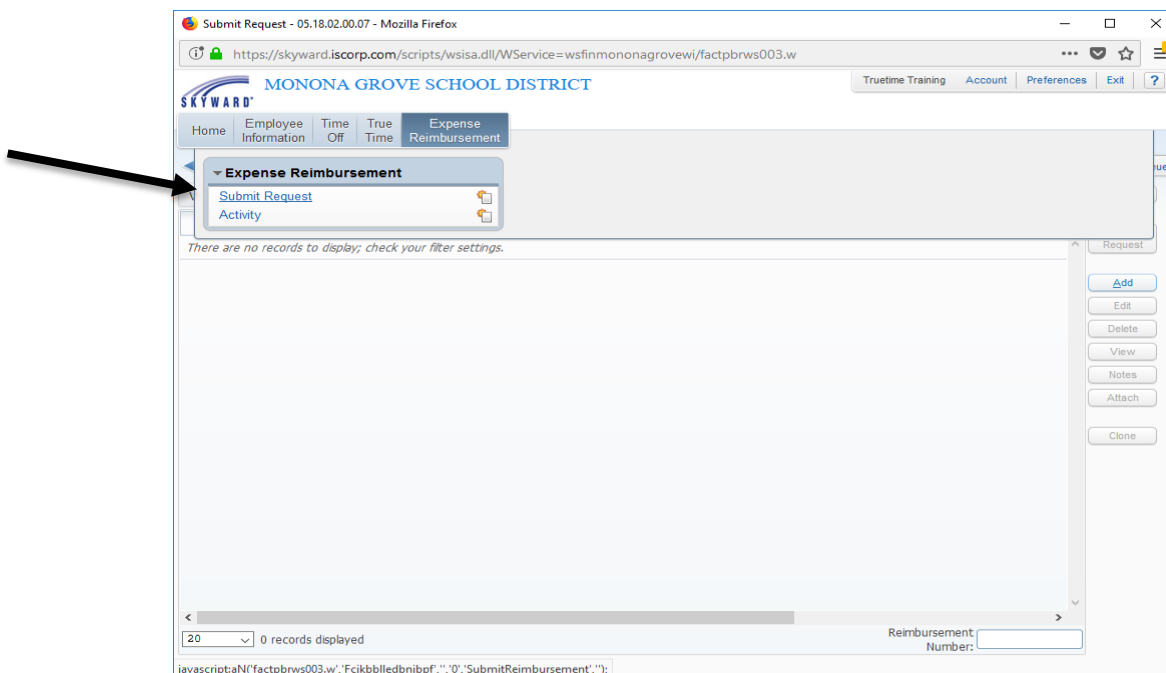 Submit Request - 05.18.02.00.07 - Mozilla Firefox
https://skyward.iscorp.com/scripts/wsisa.dll/WService=wsfinmononagrovewi/factpbrws003.w
SKYWARD
MONONA GROVE SCHOOL DISTRICT
Truetime Training Account Preferences Exit ?
Home Employee Information Time Off True Time Expense Reimbursement
Expense Reimbursement
Submit Request
Activity
There are no records to display; check your filter settings.
Request
Add
Edit
Delete
View
Notes
Attach
Clone
20 0 records displayed
Reimbursement
Number:
javascript:aN('factpbrws003.w','Fcikbblledbnibpf','','0','SubmitReimbursement','');